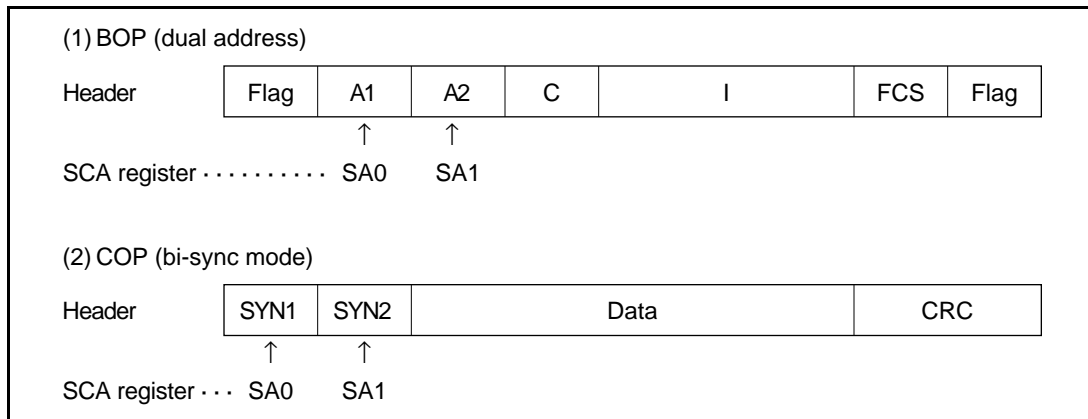 (1) BOP (dual address)
Header Flag A1 A2 C I FCS Flag
↑ ↑
SCA register ·········· SA0 SA1
(2) COP (bi-sync mode)
Header SYN1 SYN2 Data CRC
↑ ↑
SCA register ··· SA0 SA1